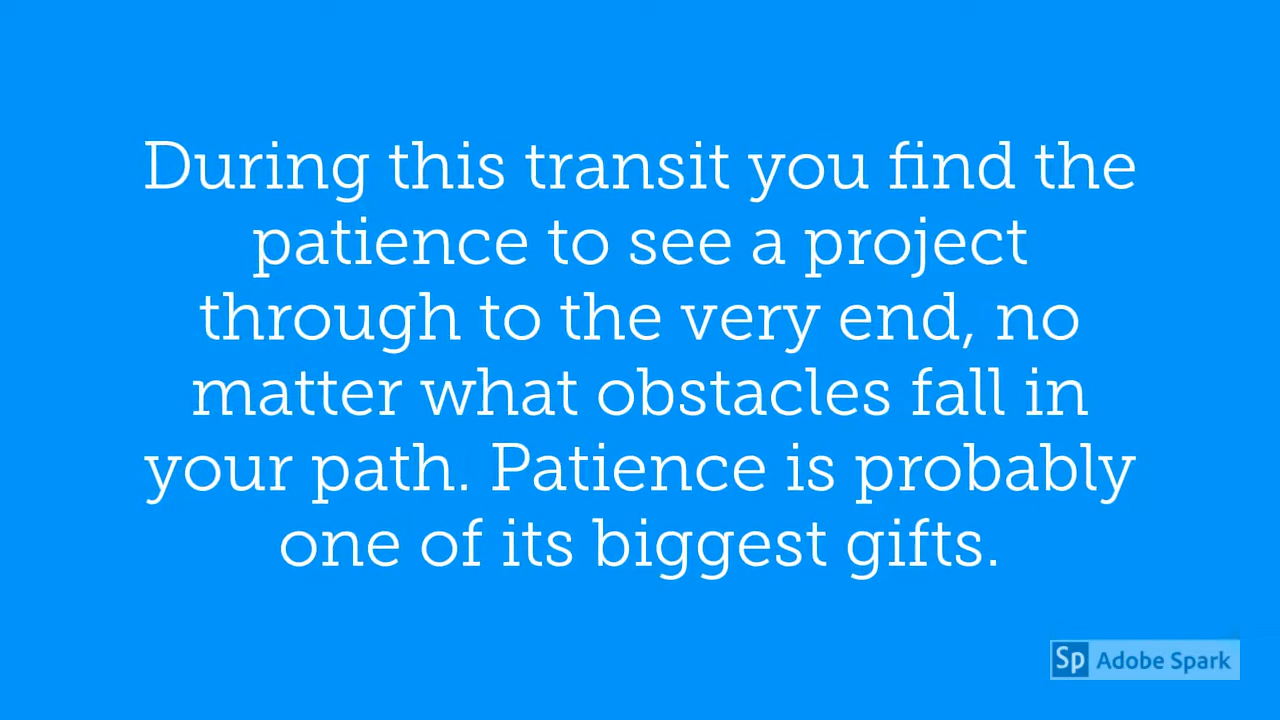 During this transit you find the
patience to see a project
through to the very end, no
matter what obstacles fall in
your path. Patience is probably
one of its biggest gifts.
Sp Adobe Spark